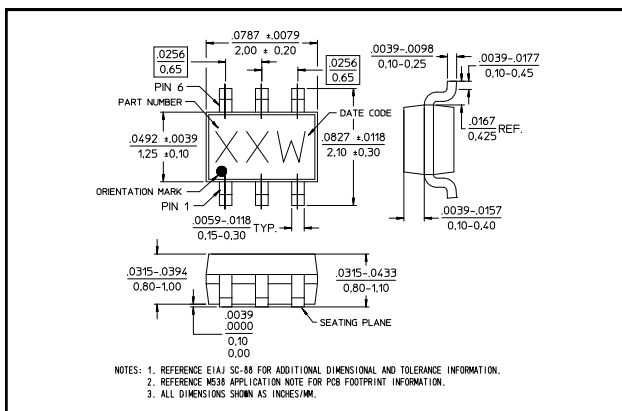 .0787 ±.0079
2,00 ± 0,20
.0256
0,65
.0256
0.65
PIN 6
PART NUMBER
DATE CODE
.0492 ±.0039
1,25 ±0,10
XXW
.0827 ±.0118
2,10 ±0,30
ORIENTATION MARK
PIN 1
.0059-.0118
0,15-0,30
TYP.
.0039-.0098
0,10-0,25
.0039-.0177
0,10-0,45
.0167
0,425
REF.
.0039-.0157
0,10-0,40
.0315-.0394
0,80-1,00
.0315-.0433
0,80-1,10
.0039
.0000
0,10
0,00
SEATING PLANE
NOTES: 1. REFERENCE EIAJ SC-88 FOR ADDITIONAL DIMENSIONAL AND TOLERANCE INFORMATION.
2. REFERENCE M538 APPLICATION NOTE FOR PCB FOOTPRINT INFORMATION.
3. ALL DIMENSIONS SHOWN AS INCHES/MM.